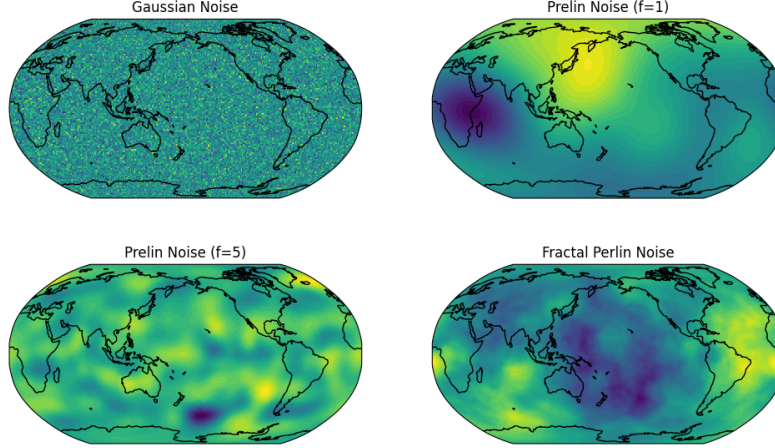 Gaussian Noise
Prelin Noise (f=1)
Prelin Noise (f=5)
Fractal Perlin Noise